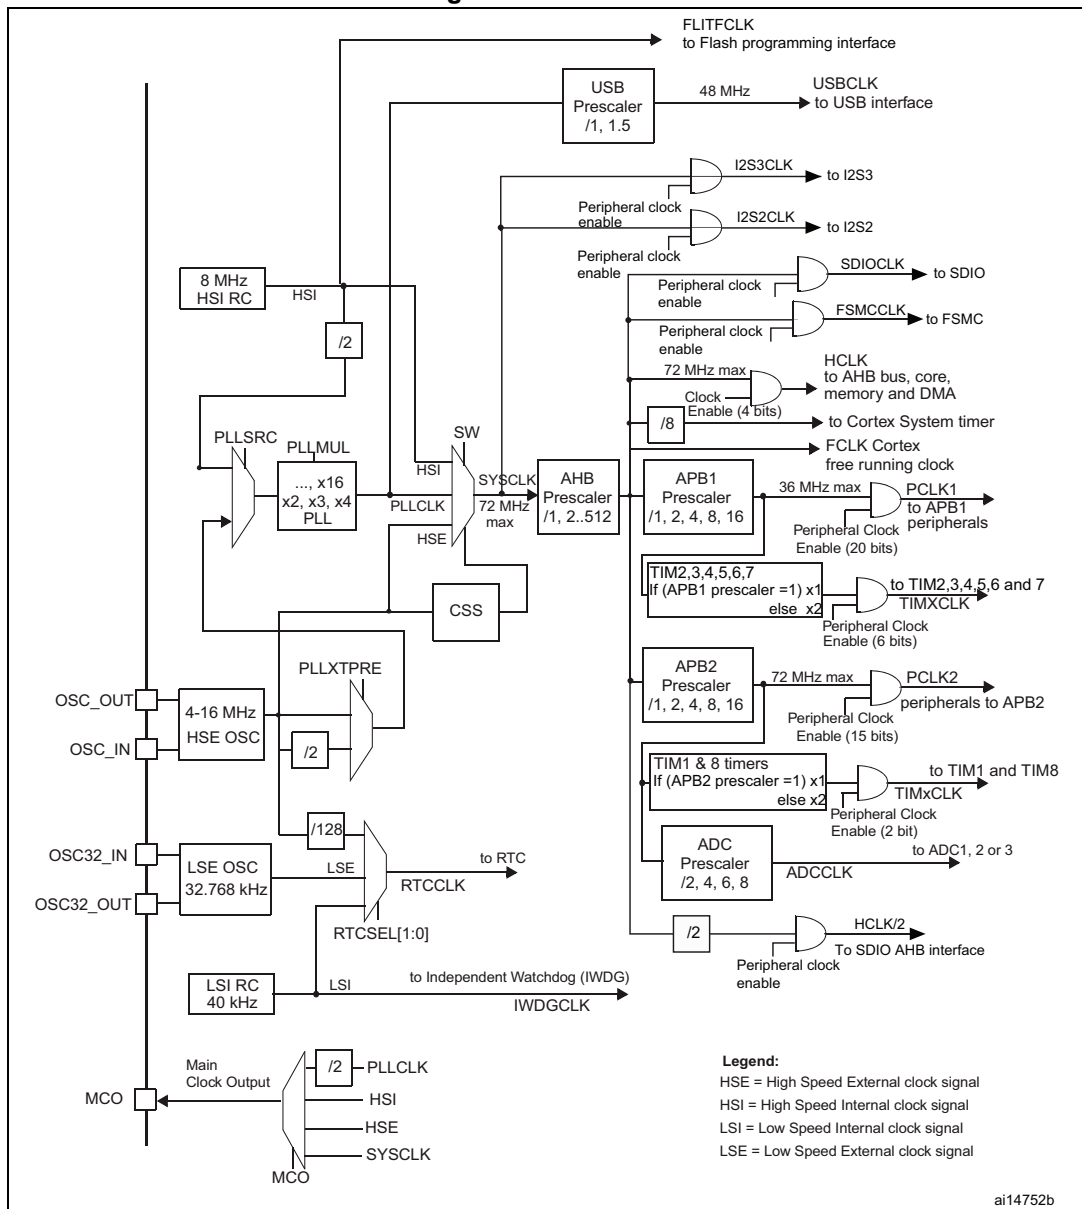 FLITFCLK
to Flash programming interface
USB
Prescaler
/1, 1.5
48 MHz
USBCLK
to USB interface
I2S3CLK
to I2S3
Peripheral clock
enable
I2S2CLK
to I2S2
Peripheral clock
enable
8 MHz
HSI RC
HSI
/2
SDIOCLK
to SDIO
Peripheral clock
enable
FSMCCLK
to FSMC
Peripheral clock
enable
72 MHz max
HCLK
to AHB bus, core,
memory and DMA
Clock
Enable (4 bits)
/8
to Cortex System timer
FCLK Cortex
free running clock
PLLSRC
PLLMUL
..., x16
x2, x3, x4
PLL
SW
HSI
PLLCLK
HSE
SYSCLK
72 MHz
max
AHB
Prescaler
/1, 2..512
APB1
Prescaler
/1, 2, 4, 8, 16
36 MHz max
PCLK1
to APB1
peripherals
Peripheral Clock
Enable (20 bits)
TIM2,3,4,5,6,7
If (APB1 prescaler =1) x1
else x2
to TIM2,3,4,5,6 and 7
TIMXCLK
Peripheral Clock
Enable (6 bits)
CSS
PLLXTPRE
OSC_OUT
OSC_IN
4-16 MHz
HSE OSC
/2
APB2
Prescaler
/1, 2, 4, 8, 16
72 MHz max
PCLK2
peripherals to APB2
Peripheral Clock
Enable (15 bits)
TIM1 & 8 timers
If (APB2 prescaler =1) x1
else x2
to TIM1 and TIM8
TIMxCLK
Peripheral Clock
Enable (2 bit)
/128
OSC32_IN
OSC32_OUT
LSE OSC
32.768 kHz
LSE
to RTC
RTCCLK
RTCSEL[1:0]
ADC
Prescaler
/2, 4, 6, 8
to ADC1, 2 or 3
ADCCLK
/2
HCLK/2
To SDIO AHB interface
Peripheral clock
enable
LSI RC
40 kHz
LSI
to Independent Watchdog (IWDG)
IWDGCLK
MCO
Main
Clock Output
/2
PLLCLK
HSI
HSE
SYSCLK
MCO
Legend:
HSE = High Speed External clock signal
HSI = High Speed Internal clock signal
LSI = Low Speed Internal clock signal
LSE = Low Speed External clock signal
ai14752b